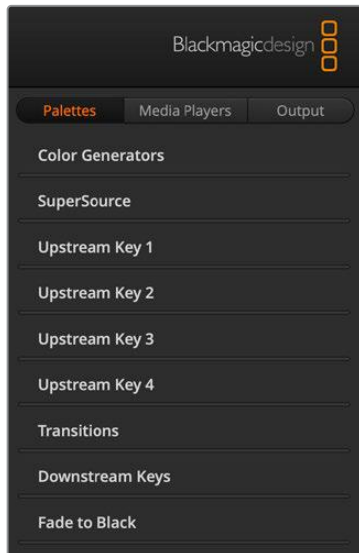 Blackmagicdesign
Palettes Media Players Output
Color Generators
SuperSource
Upstream Key 1
Upstream Key 2
Upstream Key 3
Upstream Key 4
Transitions
Downstream Keys
Fade to Black